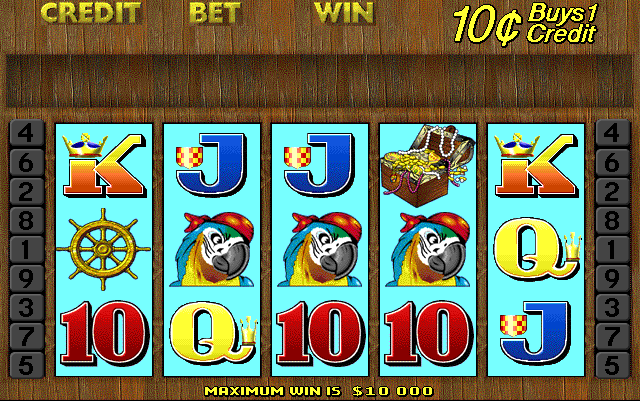 CREDIT BET WIN 10¢ Buys 1
Credit
4 K J J K 4
6 6
2 2
8 Q 8
1 1
9 9
3 10 Q 10 10 J 3
7 7
5 5
MAXIMUM WIN IS $10 000